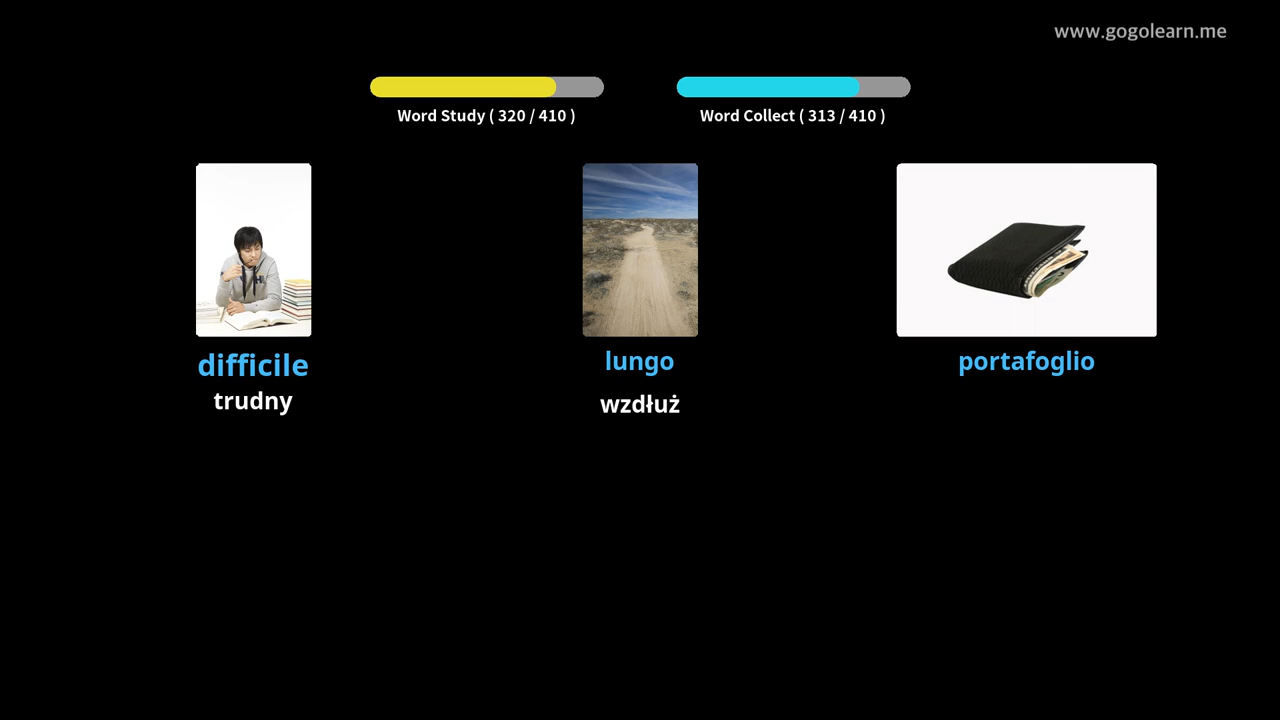 www.gogolearn.me
Word Study ( 320 / 410 )
Word Collect ( 313 / 410 )
difficile
trudny
lungo
wzdłuż
portafoglio